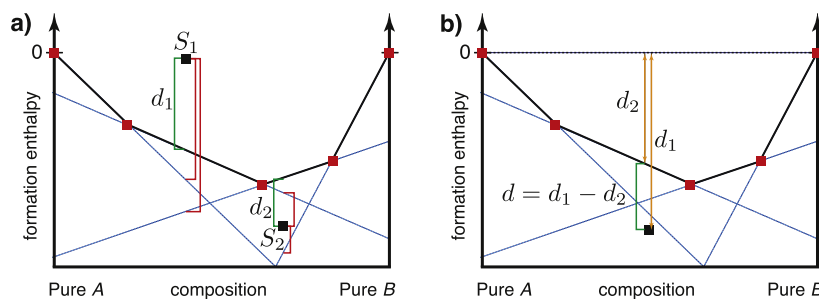 a)
0
S₁
d₁
d₂
S₂
formation enthalpy
Pure A composition Pure B
b)
0
d₂
d₁
d = d₁ − d₂
formation enthalpy
Pure A composition Pure B